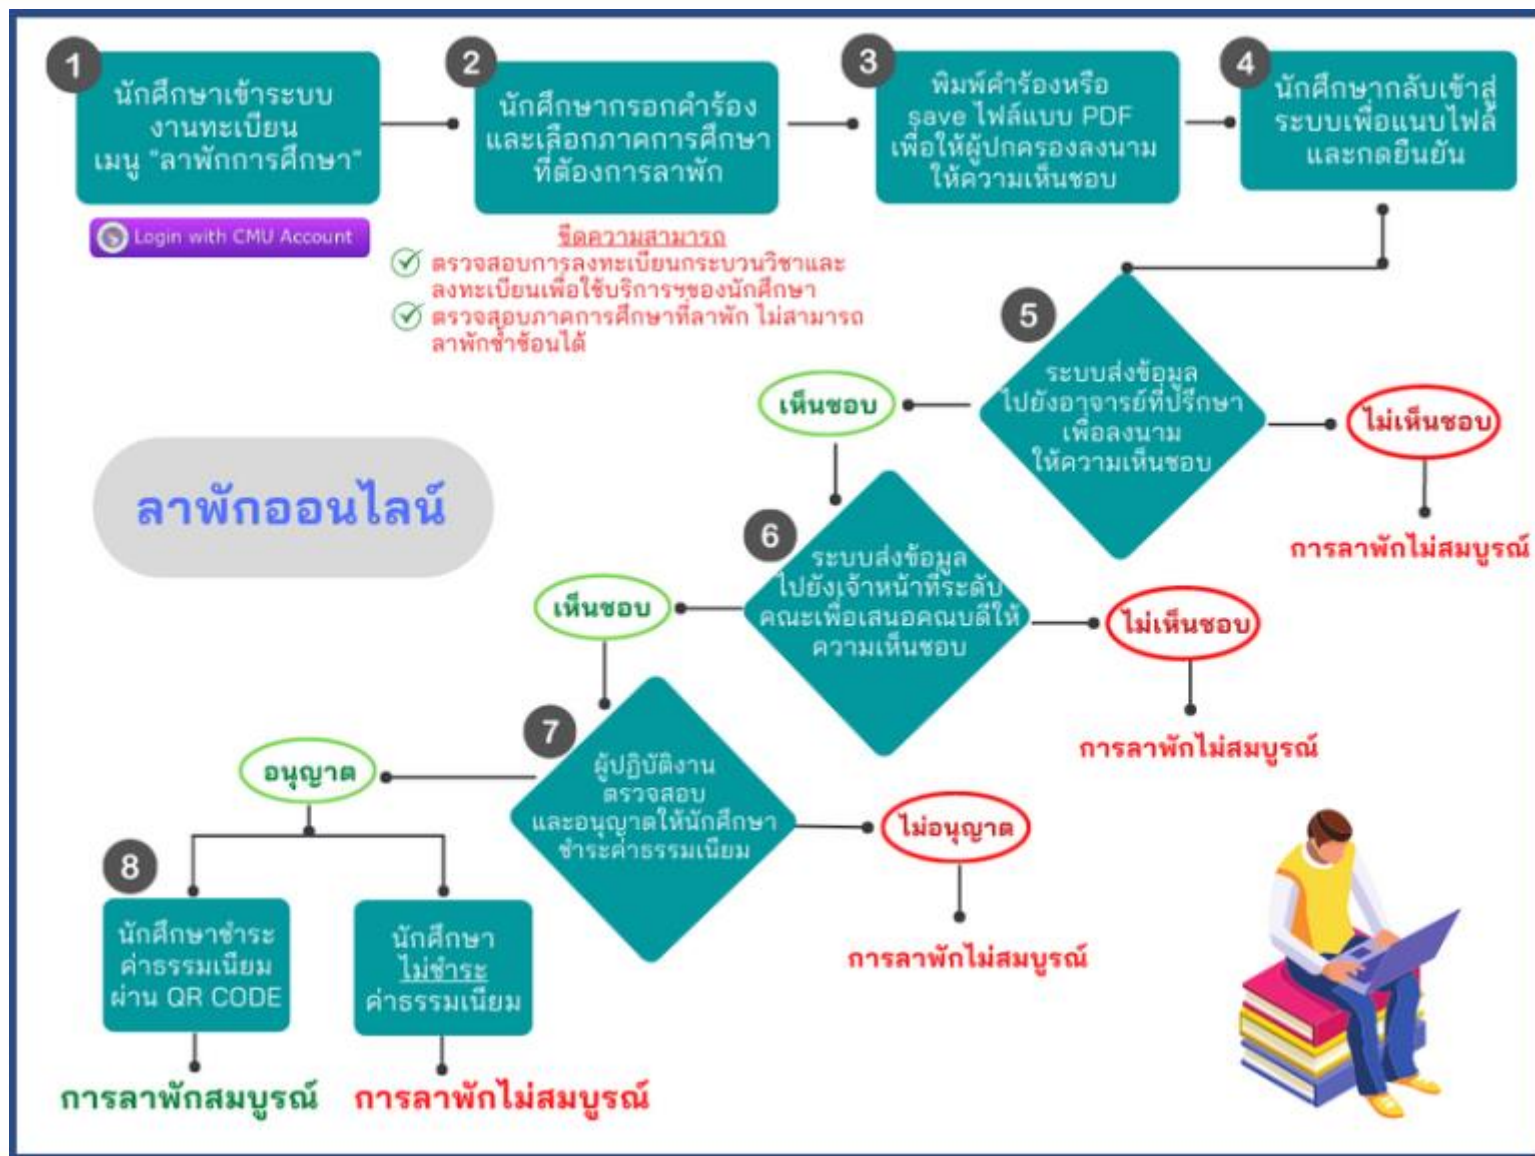 1
นักศึกษาเข้าระบบ
งานทะเบียน
เมนู "ลาพักการศึกษา"
Login with CMU Account
2
นักศึกษากรอกคำร้อง
และเลือกภาคการศึกษา
ที่ต้องการลาพัก
ขีดความสามารถ
ตรวจสอบการลงทะเบียนกระบวนวิชาและ
ลงทะเบียนเพื่อใช้บริการฯของนักศึกษา
ตรวจสอบภาคการศึกษาที่ลาพัก ไม่สามารถ
ลาพักซ้ำซ้อนได้
3
พิมพ์คำร้องหรือ
save ไฟล์แบบ PDF
เพื่อให้ผู้ปกครองลงนาม
ให้ความเห็นชอบ
4
นักศึกษากลับเข้าสู่
ระบบเพื่อแนบไฟล์
และกดยืนยัน
5
ระบบส่งข้อมูล
ไปยังอาจารย์ที่ปรึกษา
เพื่อลงนาม
ให้ความเห็นชอบ
เห็นชอบ
ไม่เห็นชอบ
การลาพักไม่สมบูรณ์
ลาพักออนไลน์
6
ระบบส่งข้อมูล
ไปยังเจ้าหน้าที่ระดับ
คณะเพื่อเสนอคณบดีให้
ความเห็นชอบ
เห็นชอบ
ไม่เห็นชอบ
การลาพักไม่สมบูรณ์
7
ผู้ปฏิบัติงาน
ตรวจสอบ
และอนุญาตให้นักศึกษา
ชำระค่าธรรมเนียม
อนุญาต
ไม่อนุญาต
การลาพักไม่สมบูรณ์
8
นักศึกษาชำระ
ค่าธรรมเนียม
ผ่าน QR CODE
การลาพักสมบูรณ์
นักศึกษา
ไม่ชำระ
ค่าธรรมเนียม
การลาพักไม่สมบูรณ์